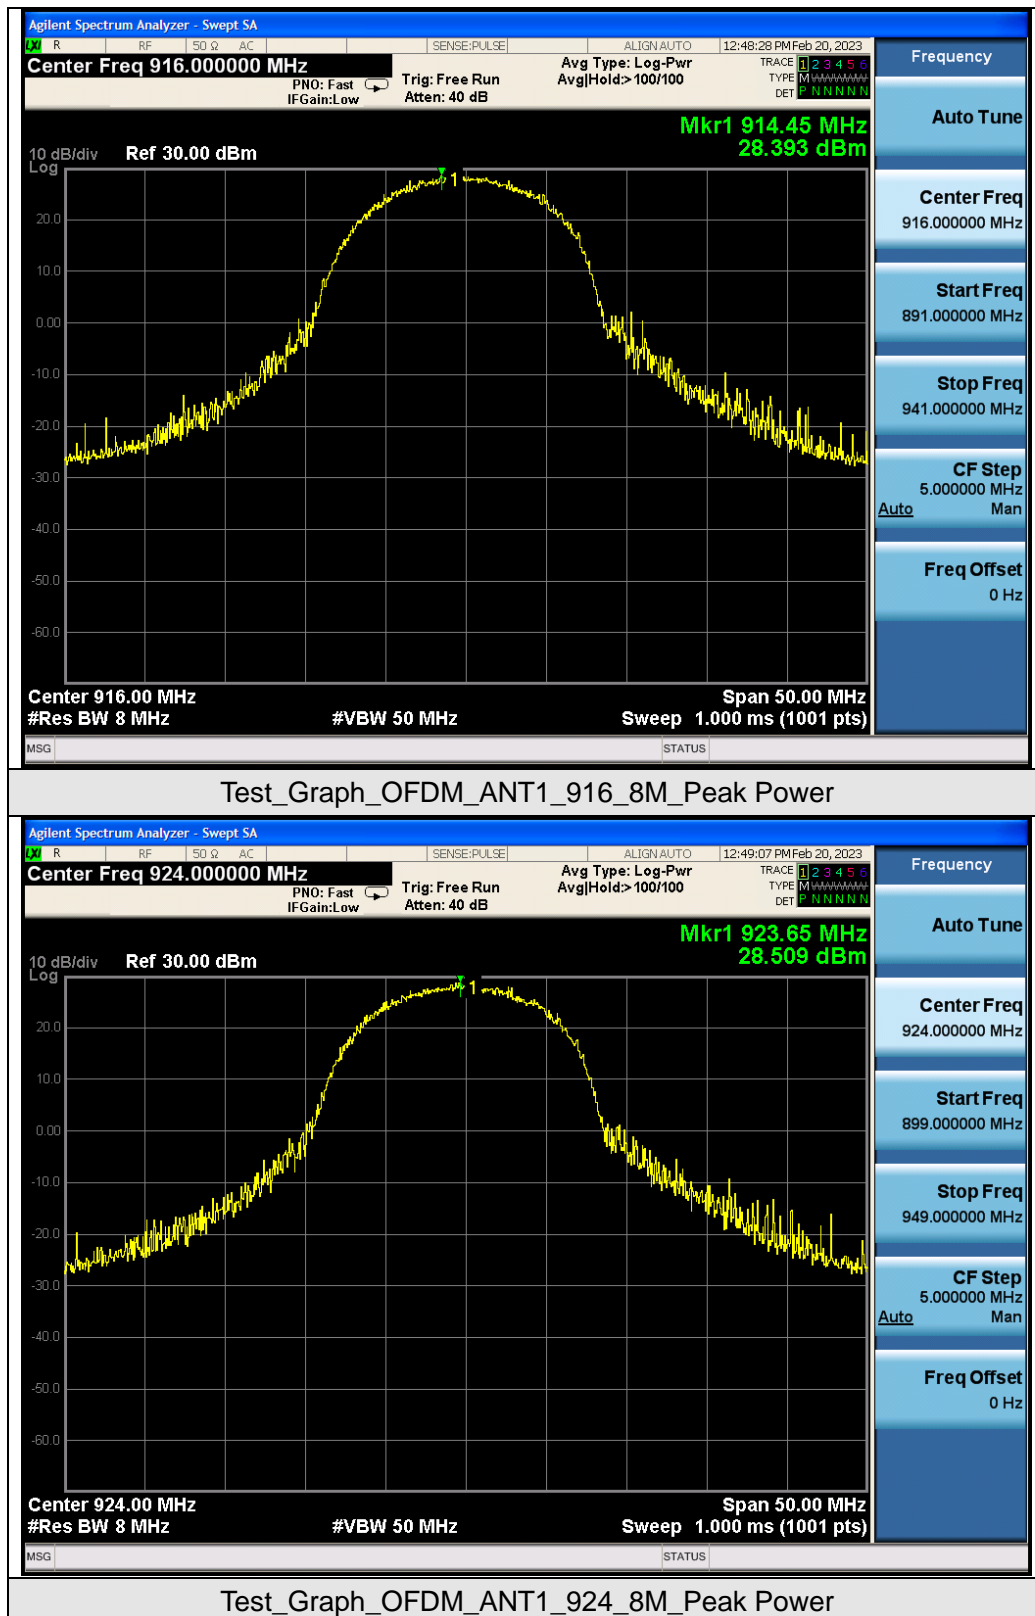 Agilent Spectrum Analyzer - Swept SA
LXI R RF 50 Ω AC SENSE:PULSE ALIGN AUTO 12:48:28 PM Feb 20, 2023
Center Freq 916.000000 MHz
PNO: Fast
IFGain:Low
Trig: Free Run
Atten: 40 dB
Avg Type: Log-Pwr
Avg|Hold:>100/100
TRACE 1 2 3 4 5 6
TYPE M W W W W W
DET P N N N N N
Mkr1 914.45 MHz
28.393 dBm
10 dB/div Ref 30.00 dBm
Log
1
20.0
10.0
0.00
-10.0
-20.0
-30.0
-40.0
-50.0
-60.0
Center 916.00 MHz Span 50.00 MHz
#Res BW 8 MHz #VBW 50 MHz Sweep 1.000 ms (1001 pts)
MSG STATUS
Frequency
Auto Tune
Center Freq
916.000000 MHz
Start Freq
891.000000 MHz
Stop Freq
941.000000 MHz
CF Step
5.000000 MHz
Auto Man
Freq Offset
0 Hz
Test_Graph_OFDM_ANT1_916_8M_Peak Power
Agilent Spectrum Analyzer - Swept SA
LXI R RF 50 Ω AC SENSE:PULSE ALIGN AUTO 12:49:07 PM Feb 20, 2023
Center Freq 924.000000 MHz
PNO: Fast
IFGain:Low
Trig: Free Run
Atten: 40 dB
Avg Type: Log-Pwr
Avg|Hold:>100/100
TRACE 1 2 3 4 5 6
TYPE M W W W W W
DET P N N N N N
Mkr1 923.65 MHz
28.509 dBm
10 dB/div Ref 30.00 dBm
Log
1
20.0
10.0
0.00
-10.0
-20.0
-30.0
-40.0
-50.0
-60.0
Center 924.00 MHz Span 50.00 MHz
#Res BW 8 MHz #VBW 50 MHz Sweep 1.000 ms (1001 pts)
MSG STATUS
Frequency
Auto Tune
Center Freq
924.000000 MHz
Start Freq
899.000000 MHz
Stop Freq
949.000000 MHz
CF Step
5.000000 MHz
Auto Man
Freq Offset
0 Hz
Test_Graph_OFDM_ANT1_924_8M_Peak Power